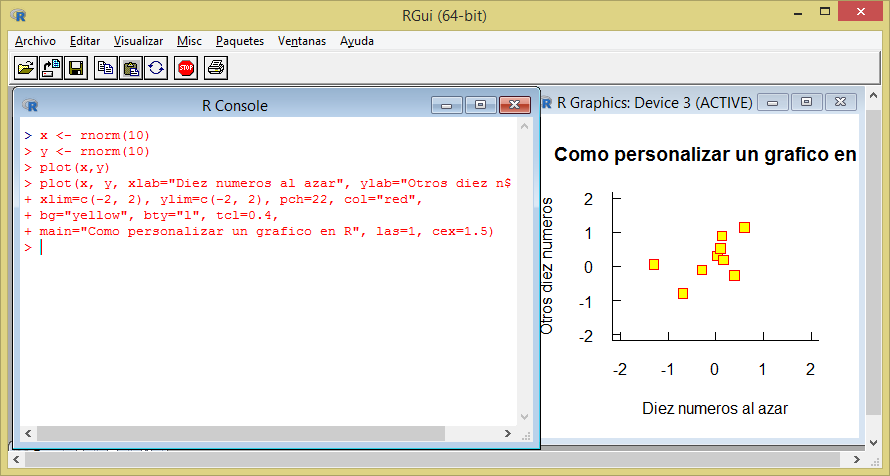 RGui (64-bit)
Archivo Editar Visualizar Misc Paquetes Ventanas Ayuda
STOP
R Console
> x <- rnorm(10)
> y <- rnorm(10)
> plot(x,y)
> plot(x, y, xlab="Diez numeros al azar", ylab="Otros diez n$
+ xlim=c(-2, 2), ylim=c(-2, 2), pch=22, col="red",
+ bg="yellow", bty="l", tcl=0.4,
+ main="Como personalizar un grafico en R", las=1, cex=1.5)
>
R Graphics: Device 3 (ACTIVE)
Como personalizar un grafico en
Otros diez numeros
2
1
0
-1
-2
-2 -1 0 1 2
Diez numeros al azar